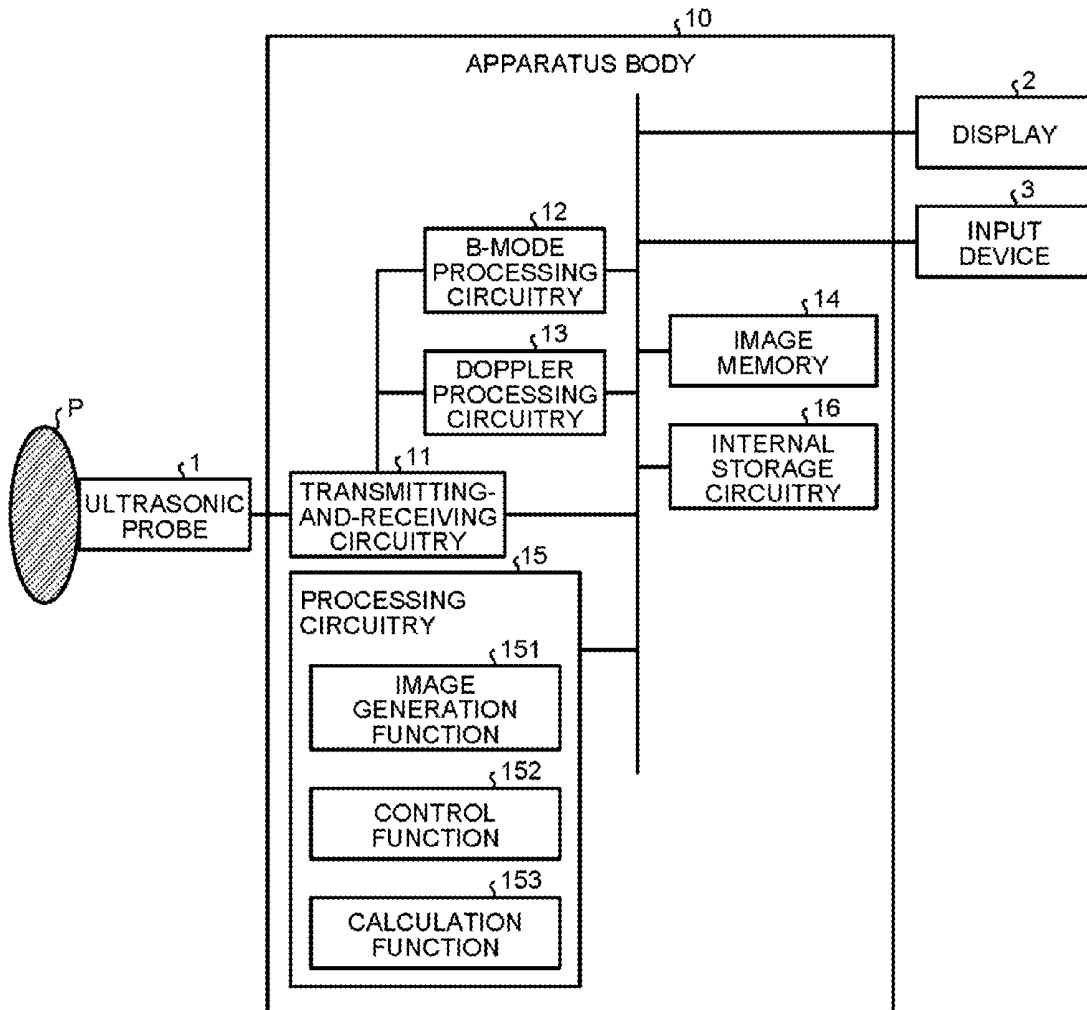 10
APPARATUS BODY
2
DISPLAY
3
INPUT
DEVICE
12
B-MODE
PROCESSING
CIRCUITRY
14
IMAGE
MEMORY
13
DOPPLER
PROCESSING
CIRCUITRY
16
INTERNAL
STORAGE
CIRCUITRY
P
1
ULTRASONIC
PROBE
11
TRANSMITTING-
AND-RECEIVING
CIRCUITRY
15
PROCESSING
CIRCUITRY
151
IMAGE
GENERATION
FUNCTION
152
CONTROL
FUNCTION
153
CALCULATION
FUNCTION